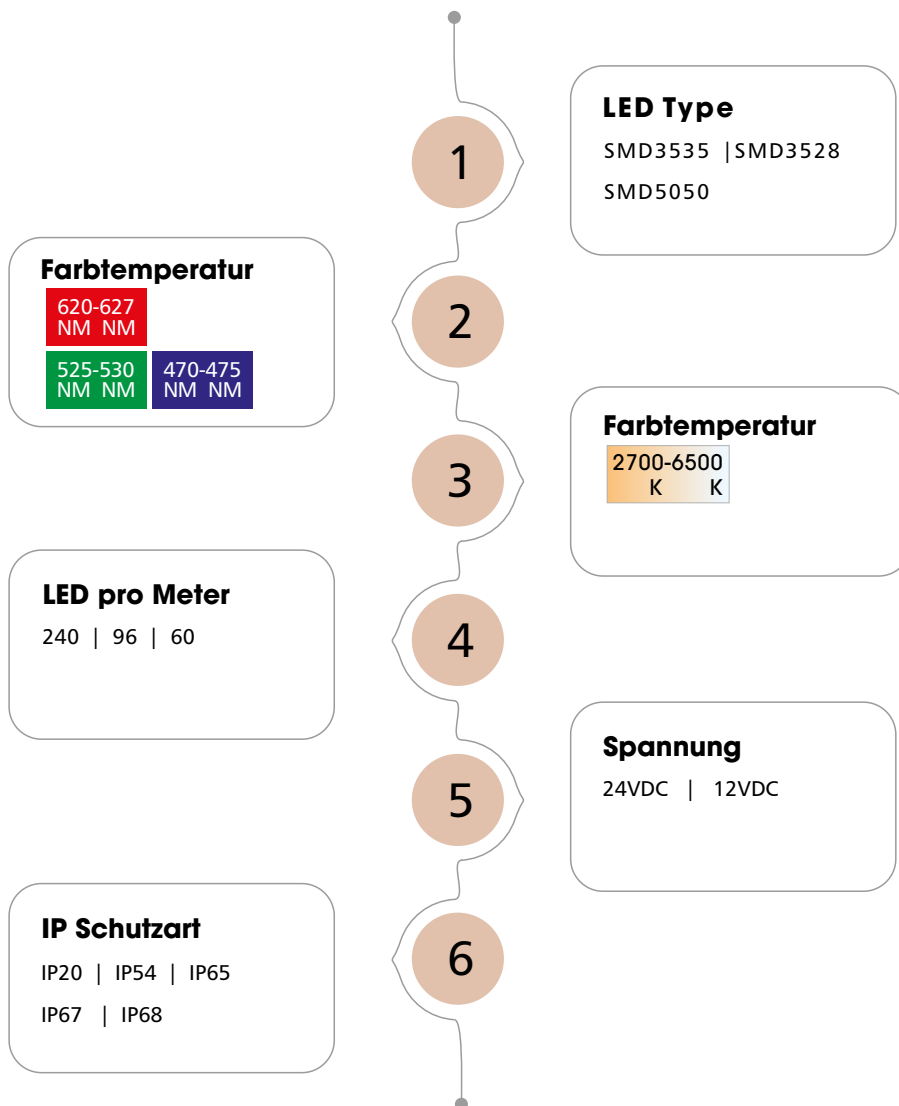 1
LED Type
SMD3535 | SMD3528
SMD5050
Farbtemperatur
620-627
NM NM
525-530
NM NM
470-475
NM NM
2
3
Farbtemperatur
2700-6500
K K
LED pro Meter
240 | 96 | 60
4
5
Spannung
24VDC | 12VDC
IP Schutzart
IP20 | IP54 | IP65
IP67 | IP68
6